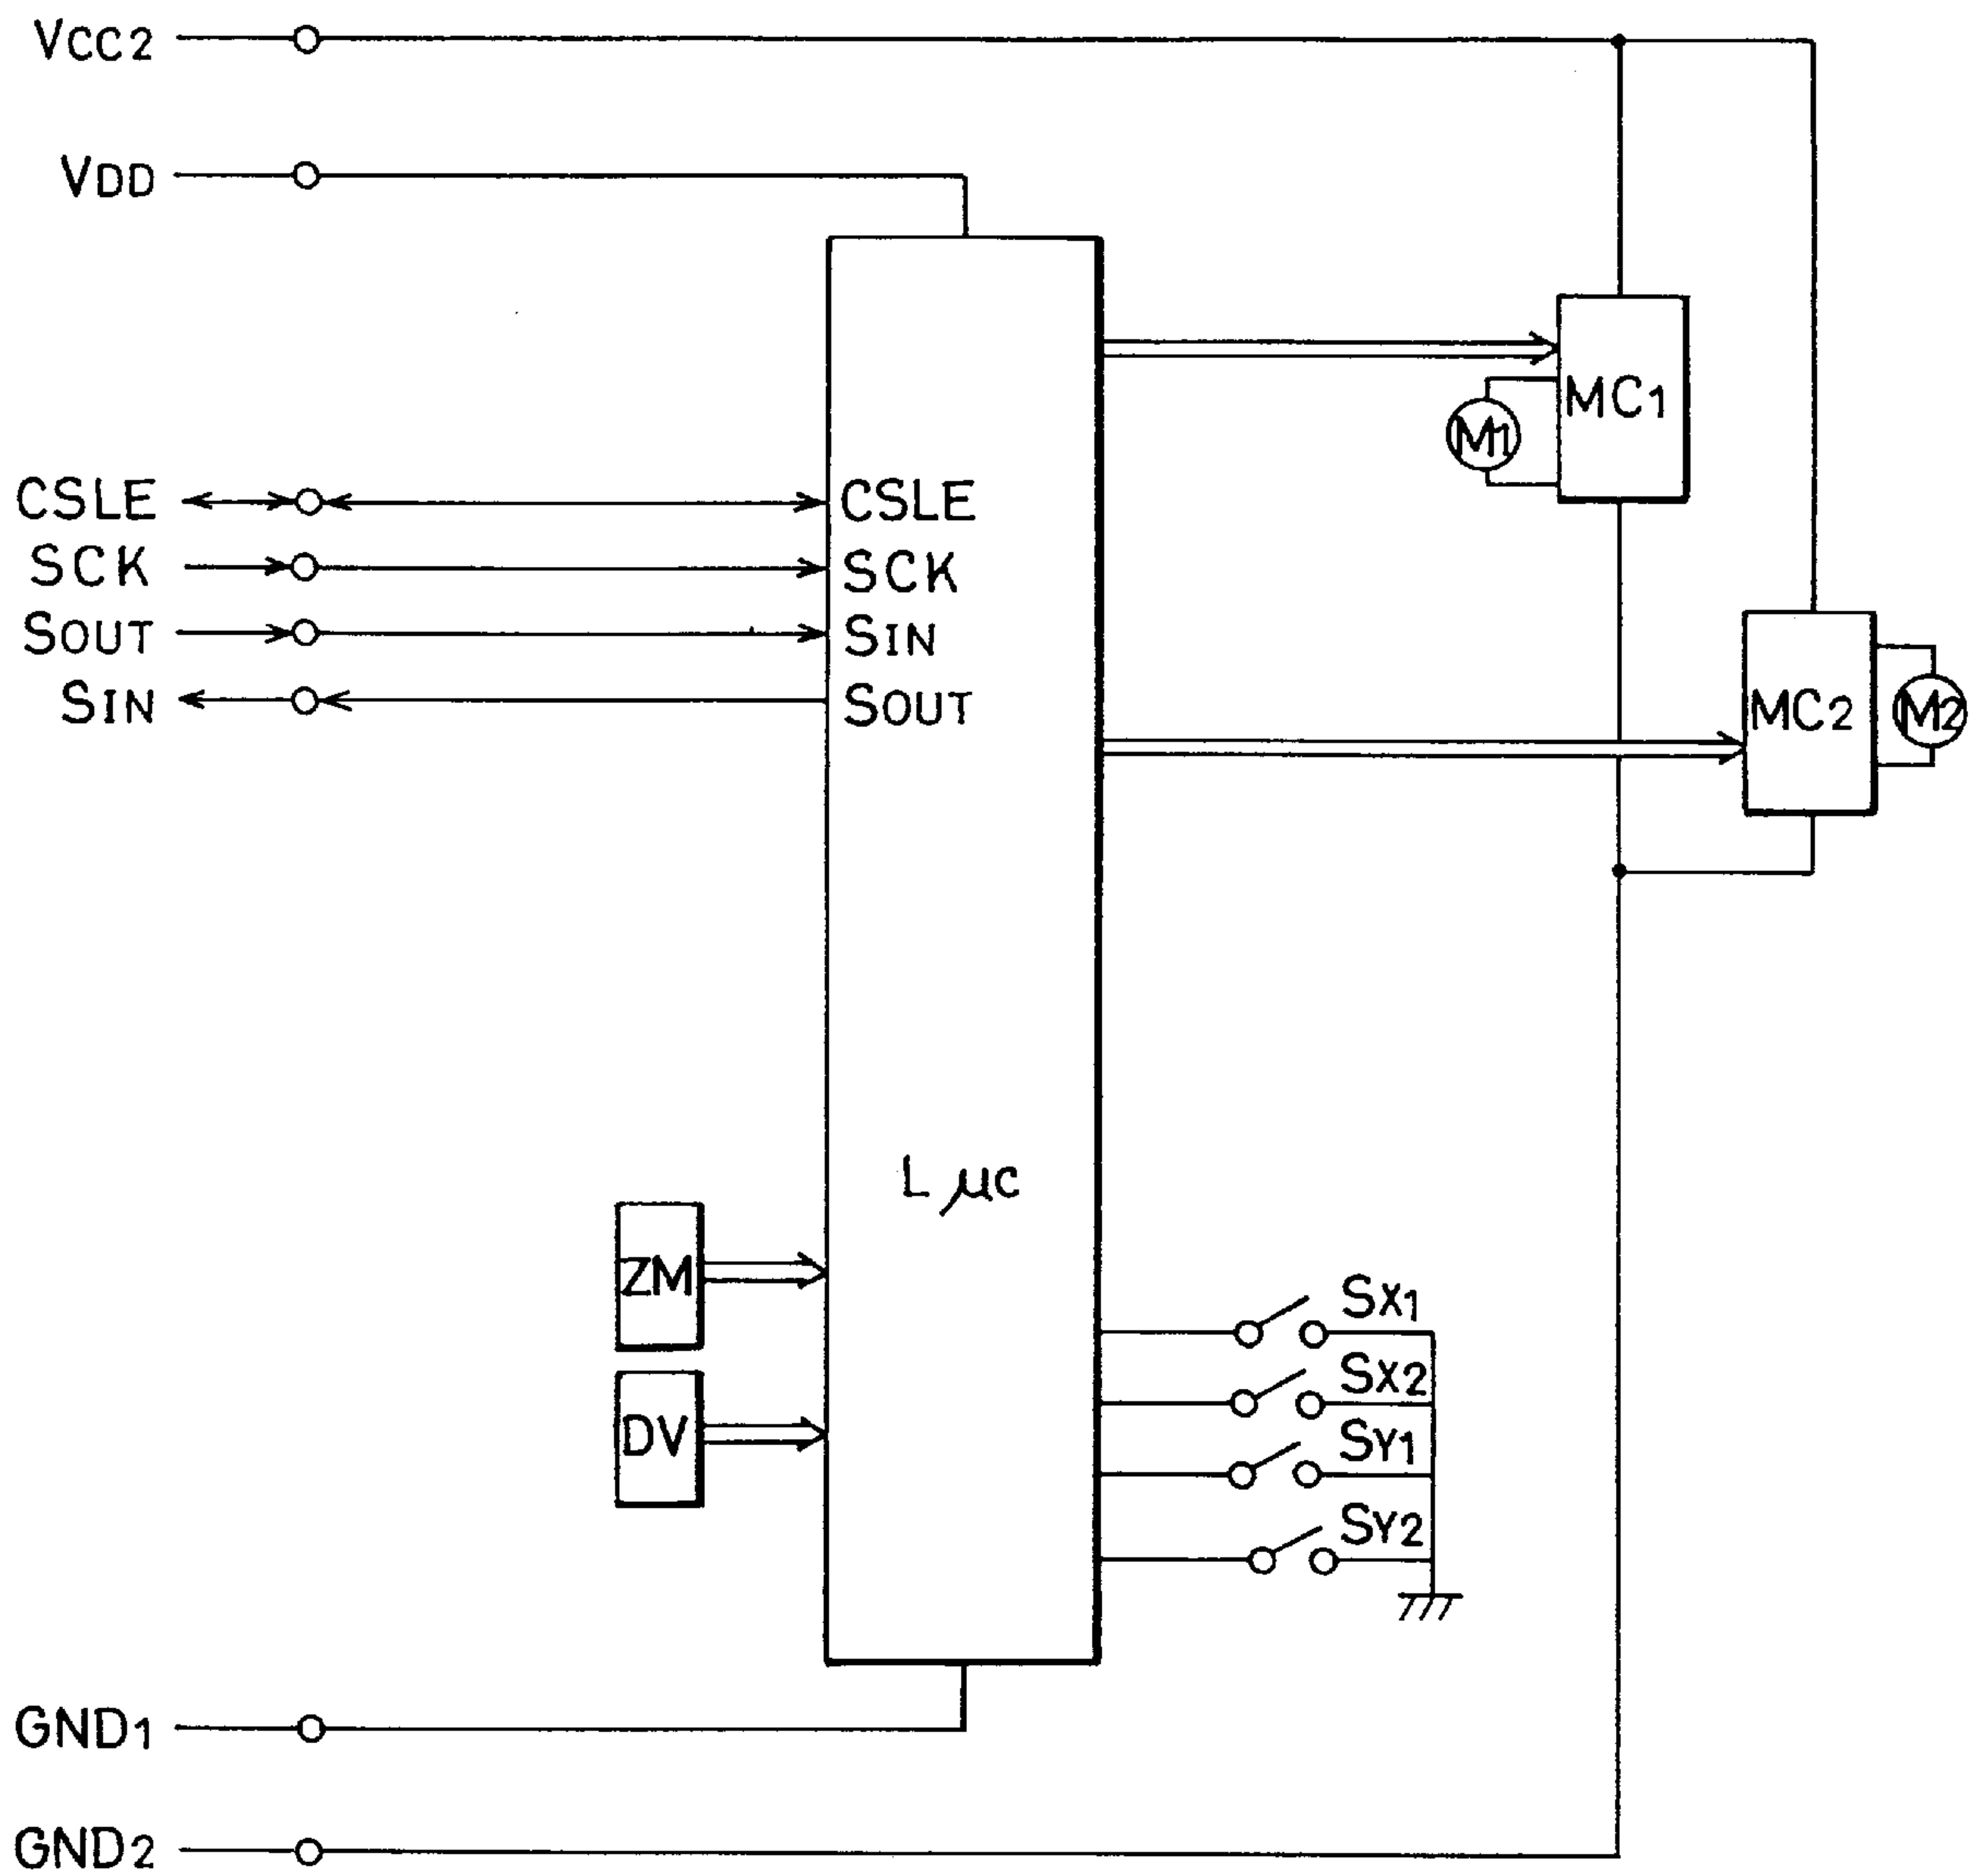 VCC2
VDD
MC1
M1
CSLE CSLE
SCK SCK
SOUT SIN
SIN SOUT
MC2 M2
LμC
ZM
SX1
SX2
DV
SY1
SY2
GND1
GND2